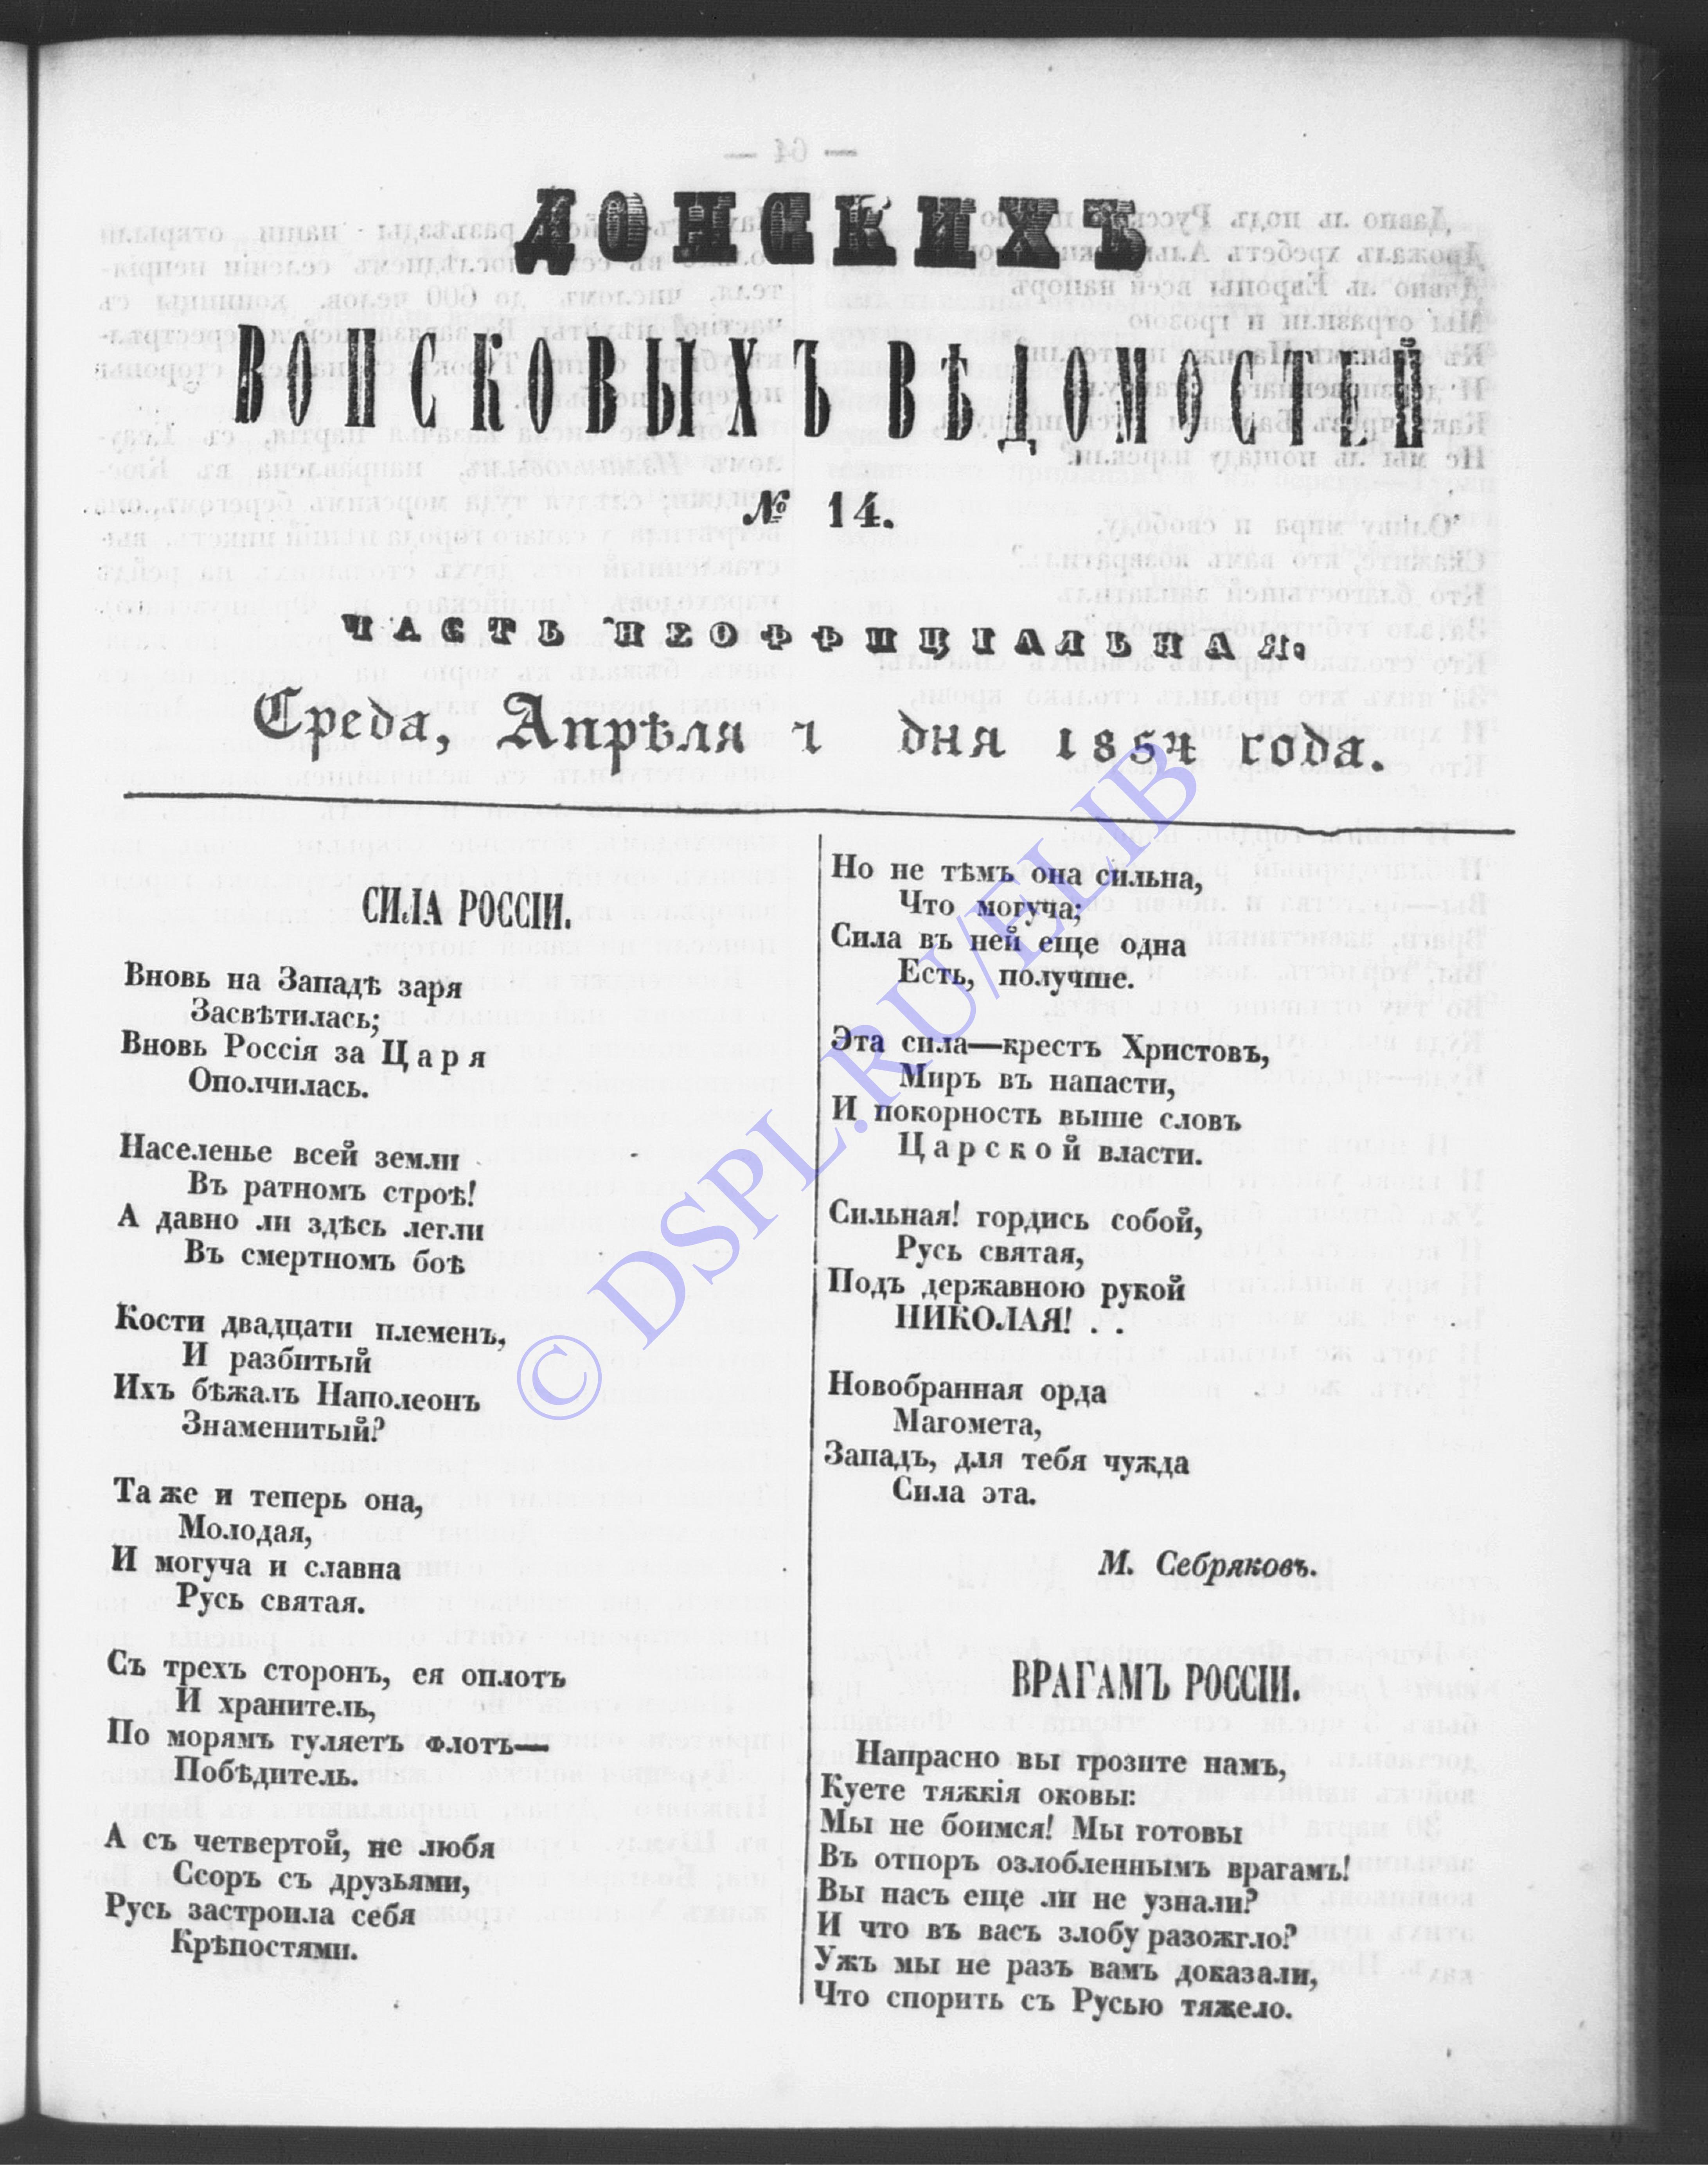 ДОНСКИХЪ
ВОЙСКОВЫХЪ ВѢДОМОСТЕЙ
№ 14.
ЧАСТЬ НЕОФФИЦІАЛЬНАЯ.
Среда, Апрѣля 7 дня 1854 года.
СИЛА РОССІИ.
Вновь на Западѣ заря
Засвѣтилась;
Вновь Россія за Царя
Ополчилась.
Населенье всей земли
Въ ратномъ строѣ!
А давно ли здѣсь легли
Въ смертномъ боѣ
Кости двадцати племенъ,
И разбитый
Ихъ бѣжалъ Наполеонъ
Знаменитый?
Та же и теперь она,
Молодая,
И могуча и славна
Русь святая.
Съ трехъ сторонъ, ея оплотъ
И хранитель,
По морямъ гуляетъ флотъ—
Побѣдитель.
А съ четвертой, не любя
Ссоръ съ друзьями,
Русь застроила себя
Крѣпостями.
Но не тѣмъ она сильна,
Что могуча;
Сила въ ней еще одна
Есть, получше.
Эта сила—крестъ Христовъ,
Миръ въ напасти,
И покорность выше словъ
Царской власти.
Сильная! гордись собой,
Русь святая,
Подъ державною рукой
НИКОЛАЯ! . .
Новобранная орда
Магомета,
Западъ, для тебя чужда
Сила эта.
М. Себряковъ.
ВРАГАМЪ РОССІИ.
Напрасно вы грозите намъ,
Куете тяжкія оковы:
Мы не боимся! Мы готовы
Въ отпоръ озлобленнымъ врагамъ!
Вы насъ еще ли не узнали?
И что въ васъ злобу разожгло?
Ужъ мы не разъ вамъ доказали,
Что спорить съ Русью тяжело.
© DSPL.RU/ELIB